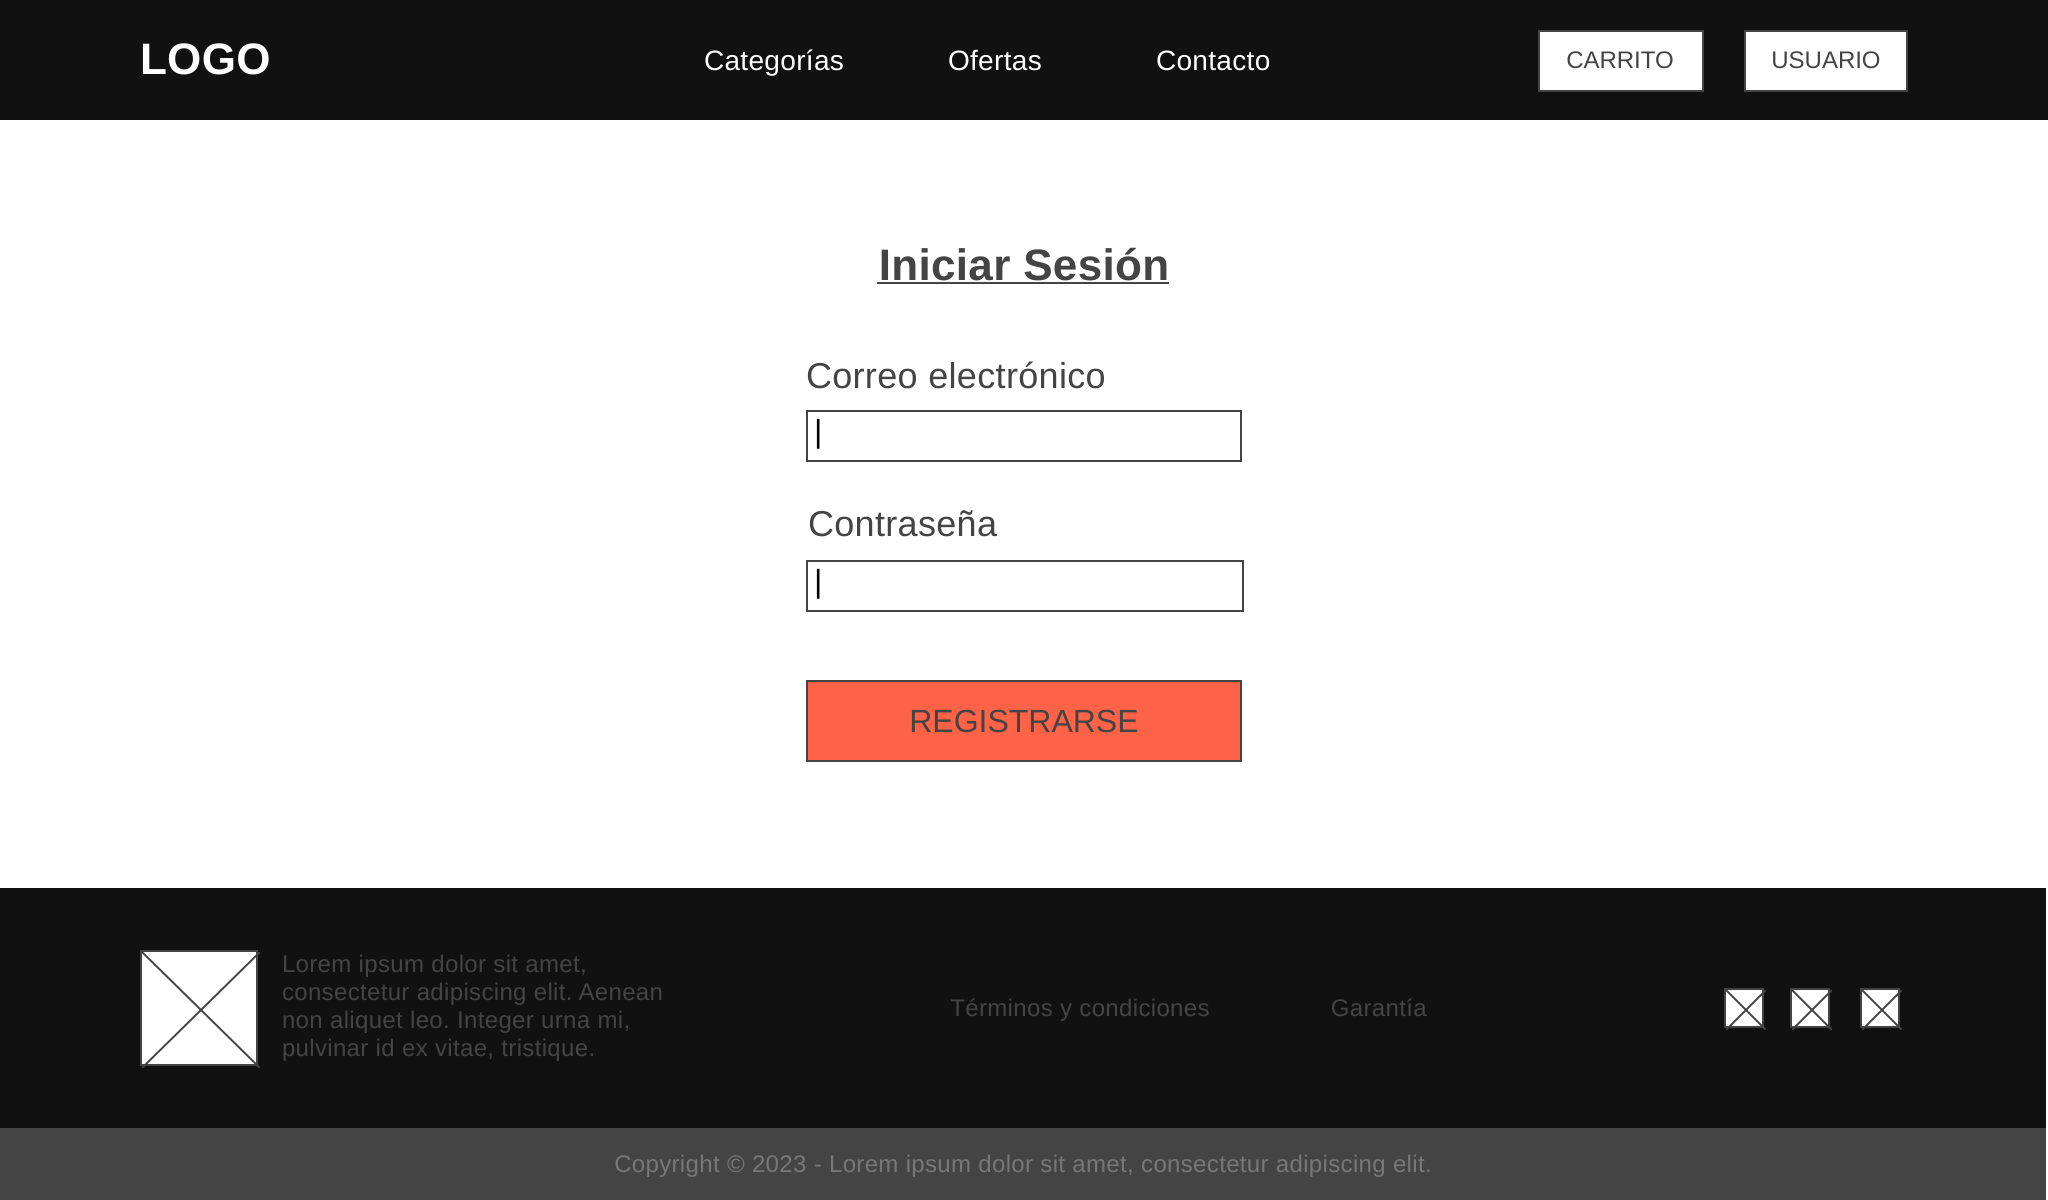 LOGO
Categorías
Ofertas
Contacto
CARRITO
USUARIO
Iniciar Sesión
Correo electrónico
Contraseña
REGISTRARSE
Lorem ipsum dolor sit amet,
consectetur adipiscing elit. Aenean
non aliquet leo. Integer urna mi,
pulvinar id ex vitae, tristique.
Términos y condiciones
Garantía
Copyright © 2023 - Lorem ipsum dolor sit amet, consectetur adipiscing elit.